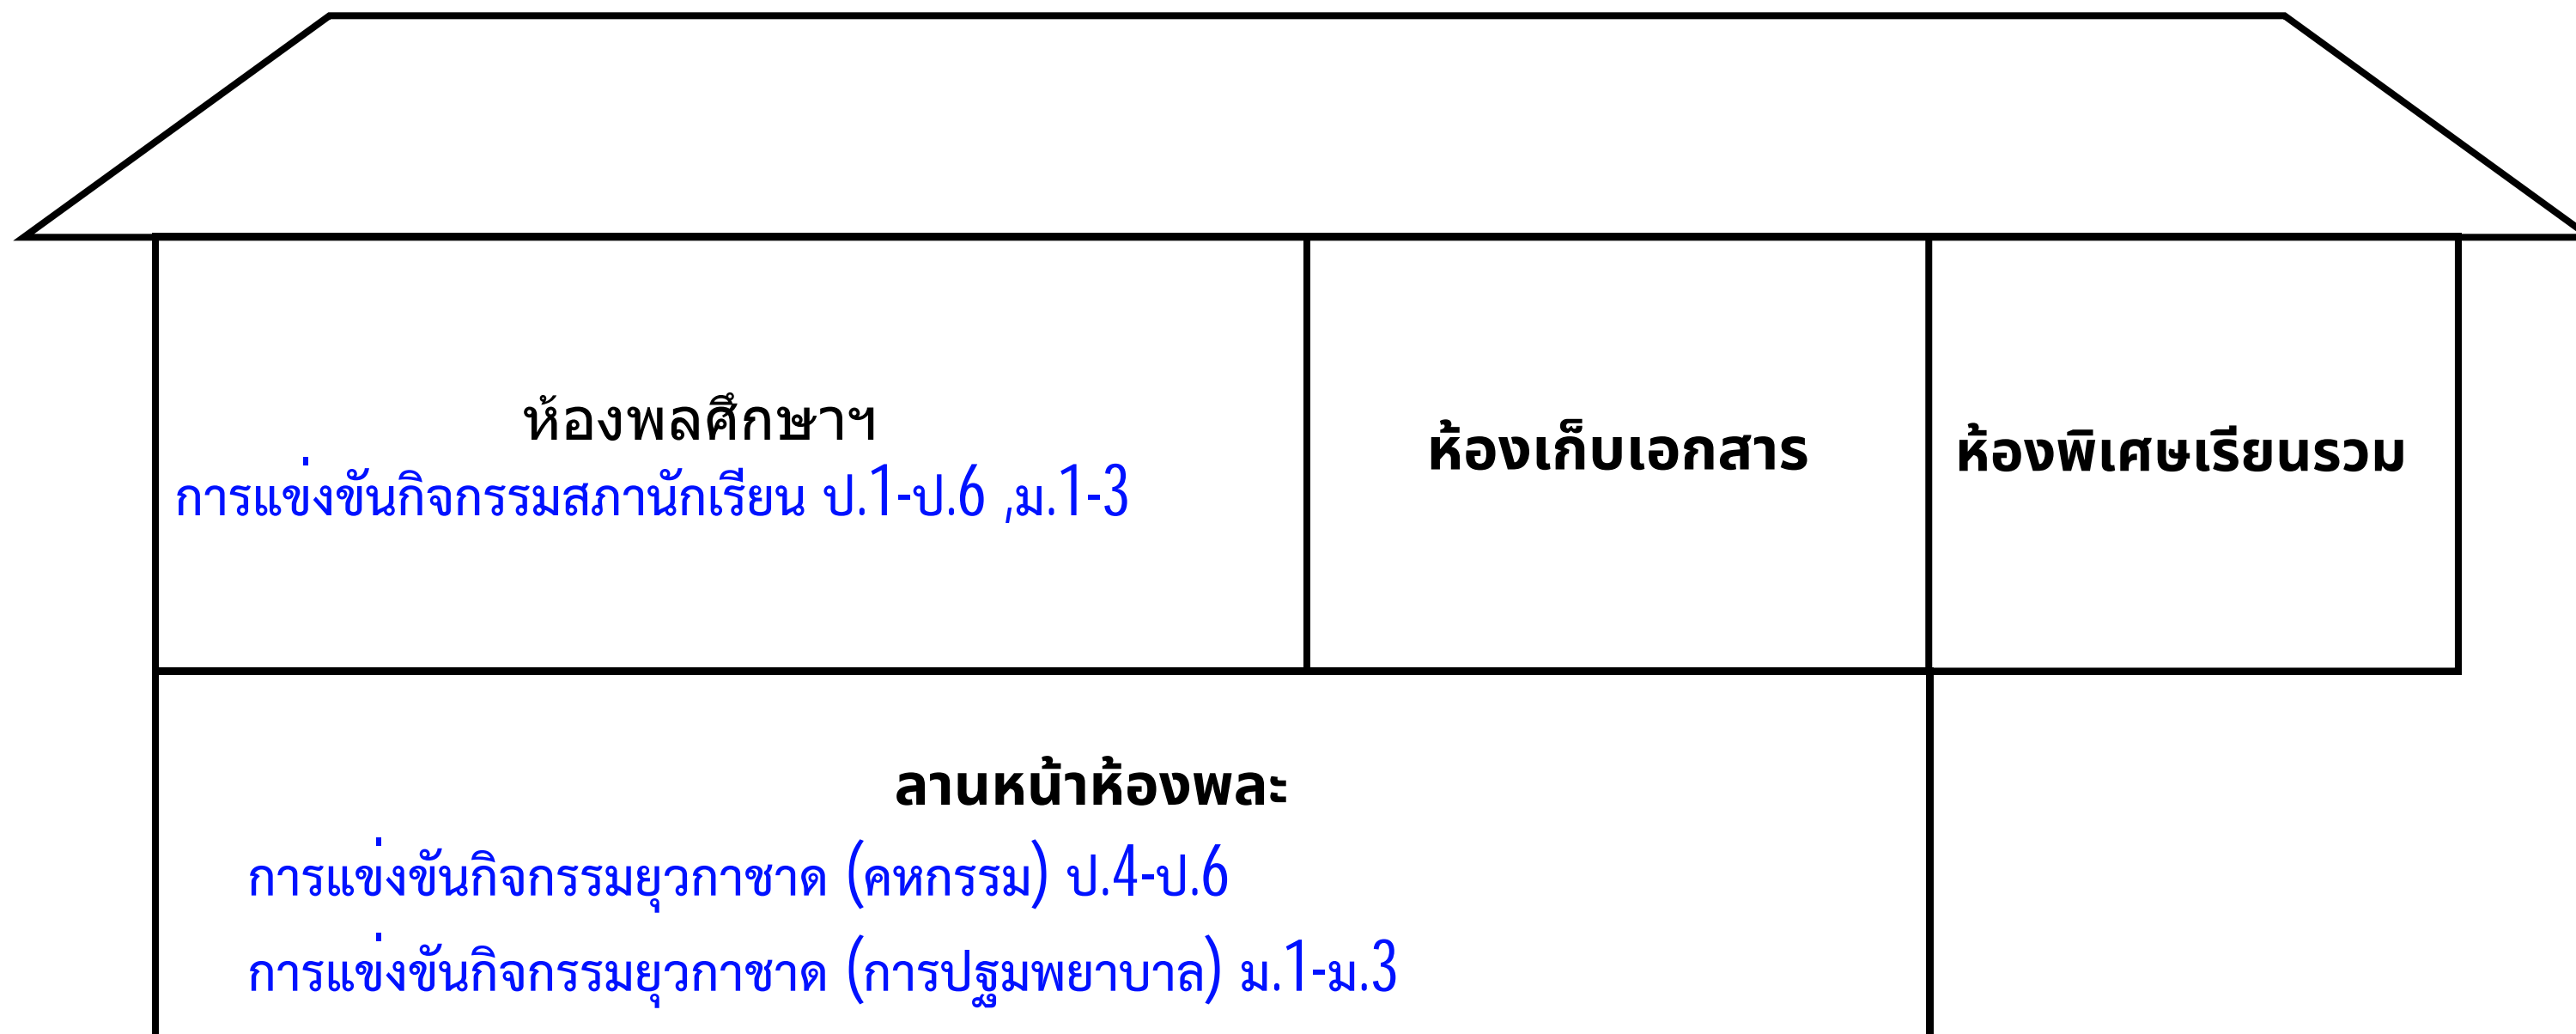 ห้องพลศึกษาฯ
การแข่งขันกิจกรรมสภานักเรียน ป.1-ป.6 ,ม.1-3
ห้องเก็บเอกสาร
ห้องพิเศษเรียนรวม
ลานหน้าห้องพละ
การแข่งขันกิจกรรมยุวกาชาด (คหกรรม) ป.4-ป.6
การแข่งขันกิจกรรมยุวกาชาด (การปฐมพยาบาล) ม.1-ม.3